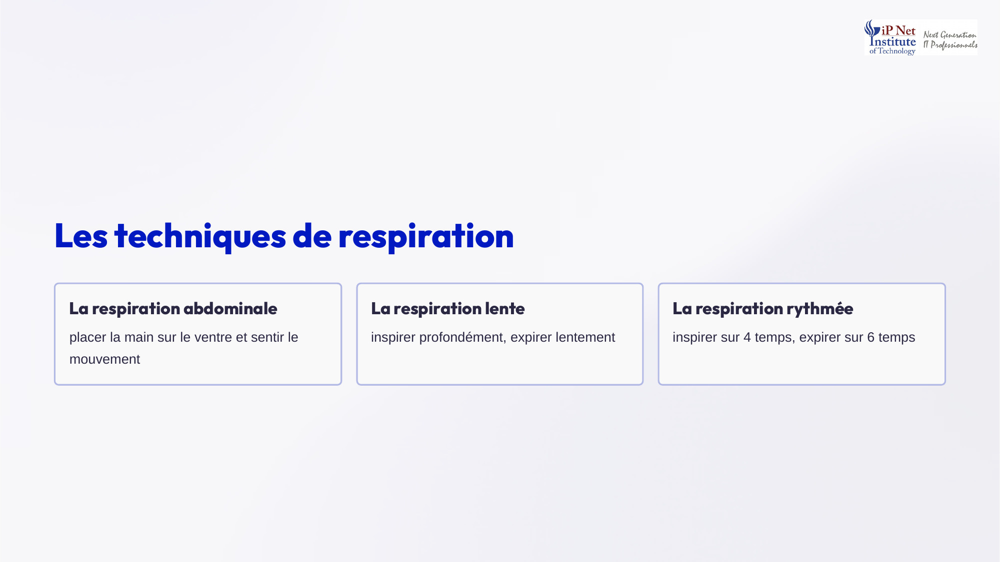 iP Net
Institute
of Technology
Next Generation
IT Professionnels
Les techniques de respiration
La respiration abdominale
placer la main sur le ventre et sentir le
mouvement
La respiration lente
inspirer profondément, expirer lentement
La respiration rythmée
inspirer sur 4 temps, expirer sur 6 temps